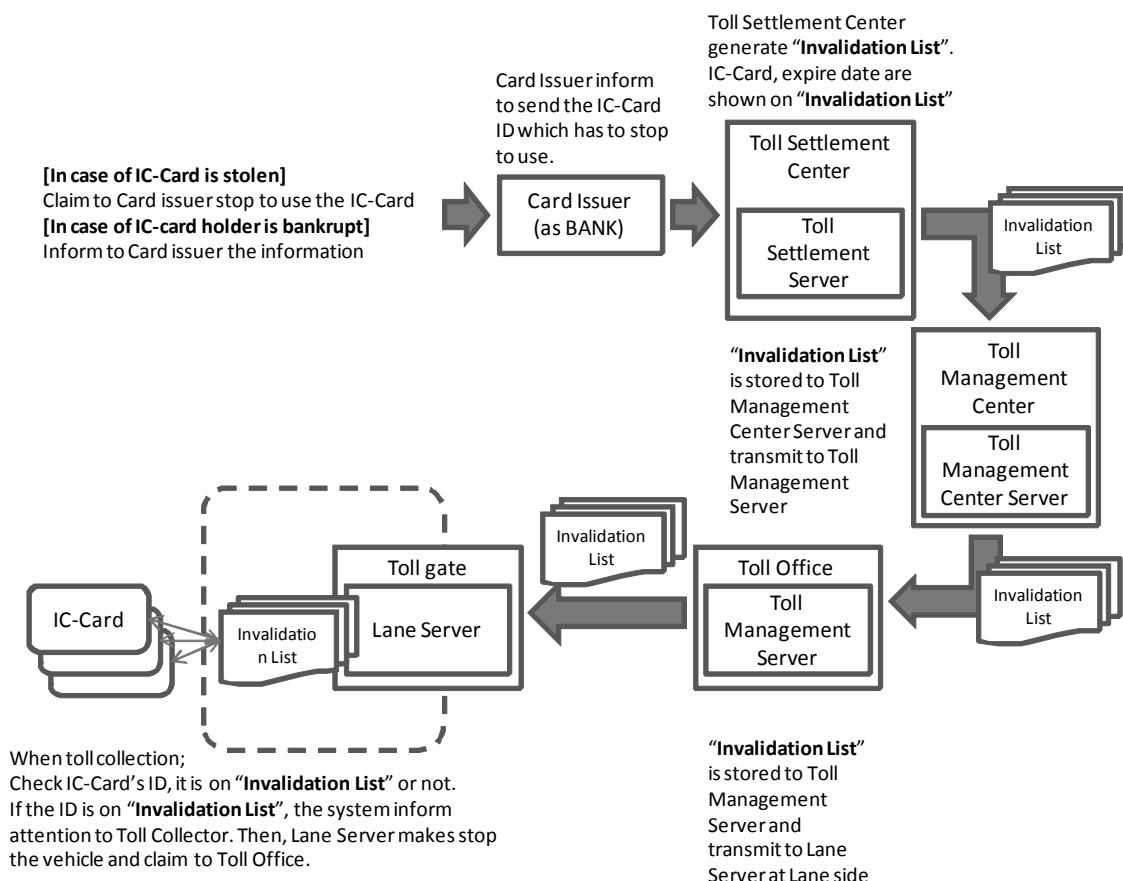 Toll Settlement Center
generate “Invalidation List”.
IC-Card, expire date are
shown on “Invalidation List”
Card Issuer inform
to send the IC-Card
ID which has to stop
to use.
[In case of IC-Card is stolen]
Claim to Card issuer stop to use the IC-Card
[In case of IC-card holder is bankrupt]
Inform to Card issuer the information
Card Issuer
(as BANK)
Toll Settlement
Center
Toll
Settlement
Server
Invalidation
List
“Invalidation List”
is stored to Toll
Management
Center Server and
transmit to Toll
Management
Server
Toll
Management
Center
Toll
Management
Center Server
Invalidation
List
Toll Office
Toll
Management
Server
Invalidation
List
Toll gate
Lane Server
Invalidatio
n List
IC-Card
When toll collection;
Check IC-Card’s ID, it is on “Invalidation List” or not.
If the ID is on “Invalidation List”, the system inform
attention to Toll Collector. Then, Lane Server makes stop
the vehicle and claim to Toll Office.
“Invalidation List”
is stored to Toll
Management
Server and
transmit to Lane
Server at Lane side